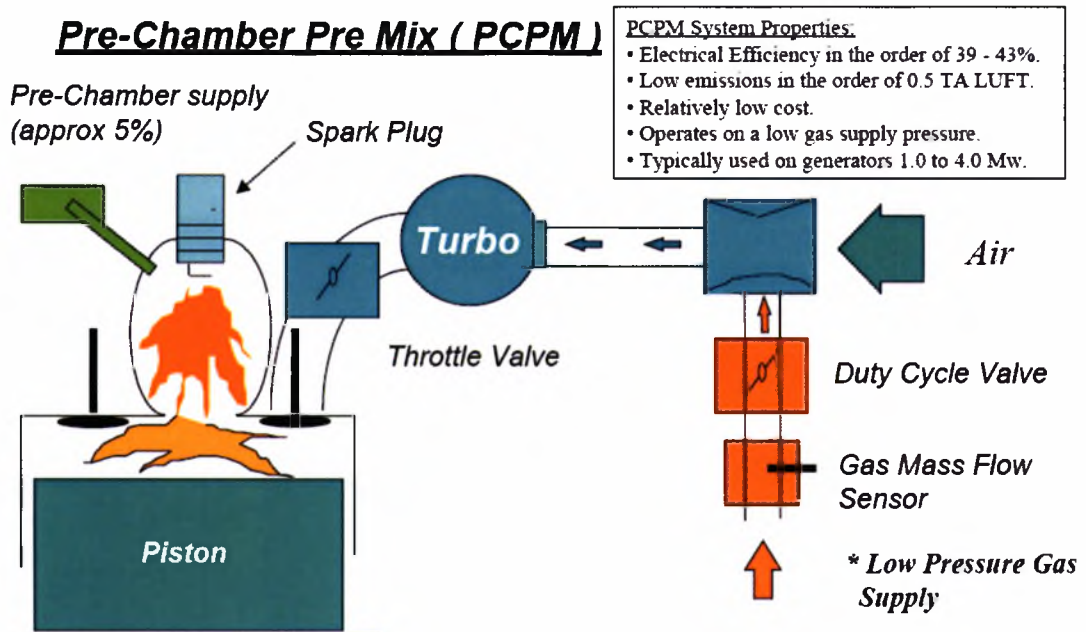 Pre-Chamber Pre Mix ( PCPM )
PCPM System Properties:
• Electrical Efficiency in the order of 39 - 43%.
• Low emissions in the order of 0.5 TA LUFT.
• Relatively low cost.
• Operates on a low gas supply pressure.
• Typically used on generators 1.0 to 4.0 Mw.
Pre-Chamber supply
(approx 5%)
Spark Plug
Turbo
Air
Throttle Valve
Duty Cycle Valve
Gas Mass Flow
Sensor
Piston
* Low Pressure Gas
Supply